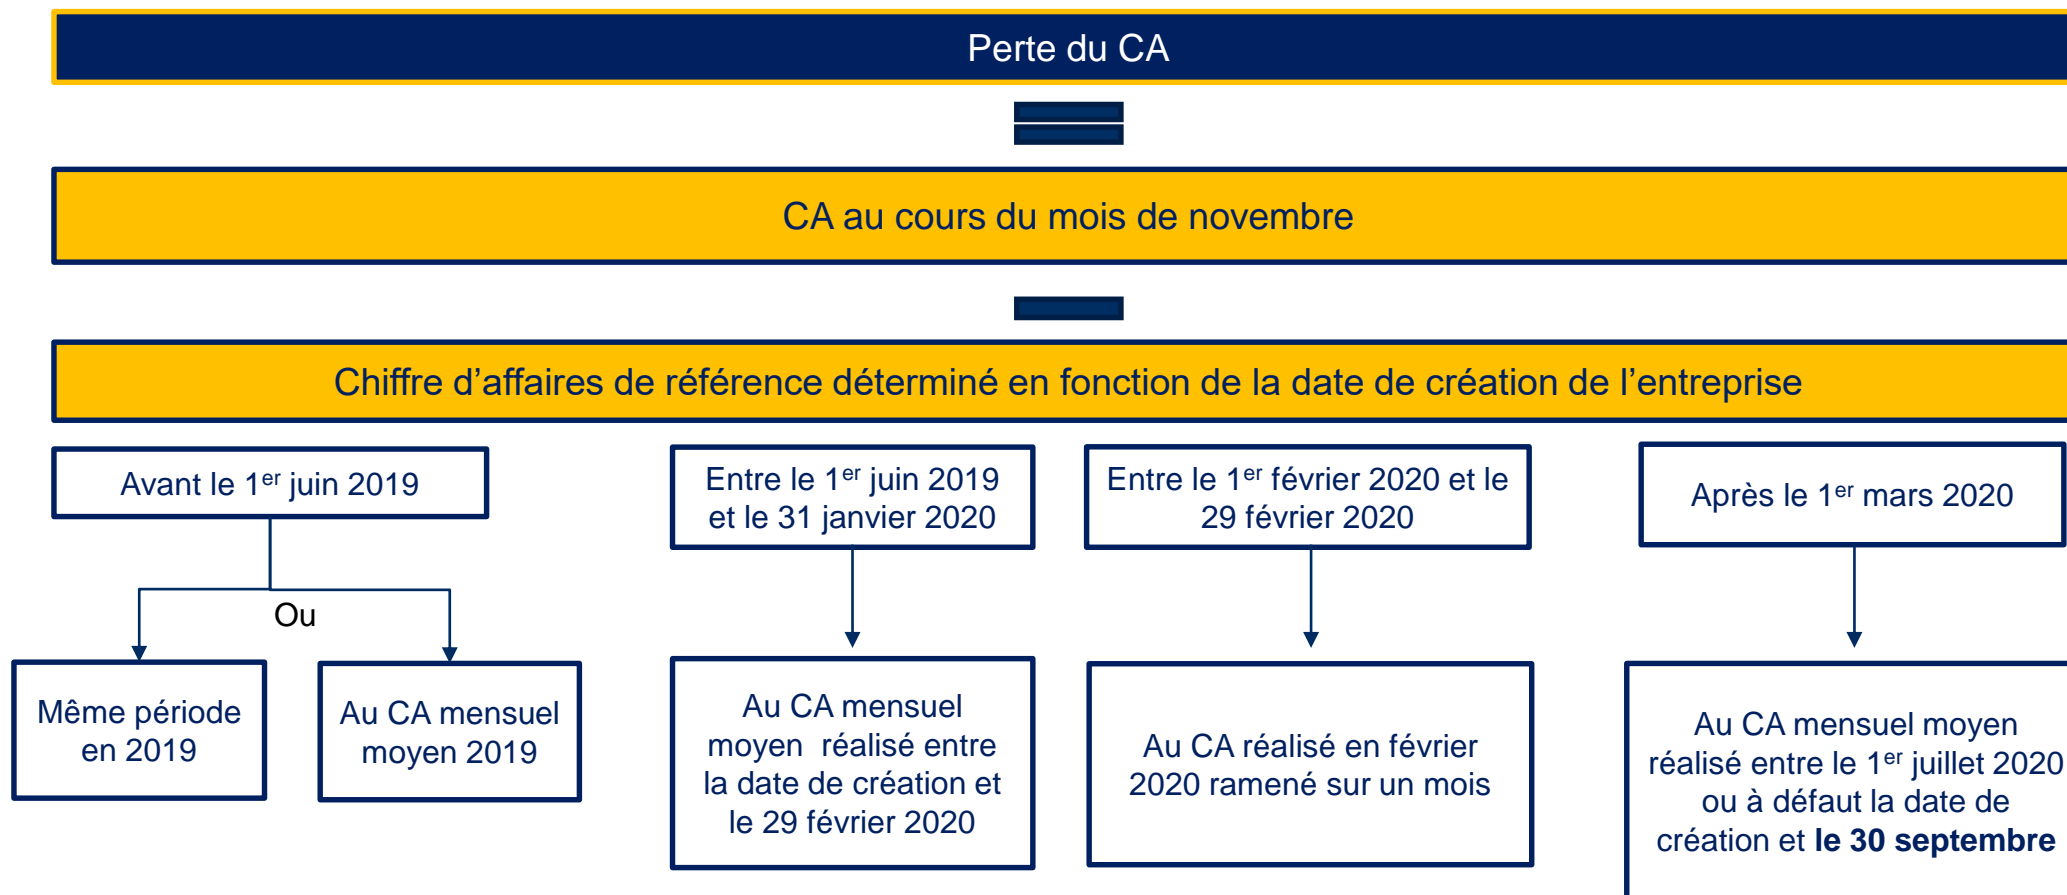 Perte du CA
CA au cours du mois de novembre
Chiffre d’affaires de référence déterminé en fonction de la date de création de l’entreprise
Avant le 1er juin 2019
Entre le 1er juin 2019
et le 31 janvier 2020
Entre le 1er février 2020 et le
29 février 2020
Après le 1er mars 2020
Ou
Même période
en 2019
Au CA mensuel
moyen 2019
Au CA mensuel
moyen réalisé entre
la date de création et
le 29 février 2020
Au CA réalisé en février
2020 ramené sur un mois
Au CA mensuel moyen
réalisé entre le 1er juillet 2020
ou à défaut la date de
création et le 30 septembre